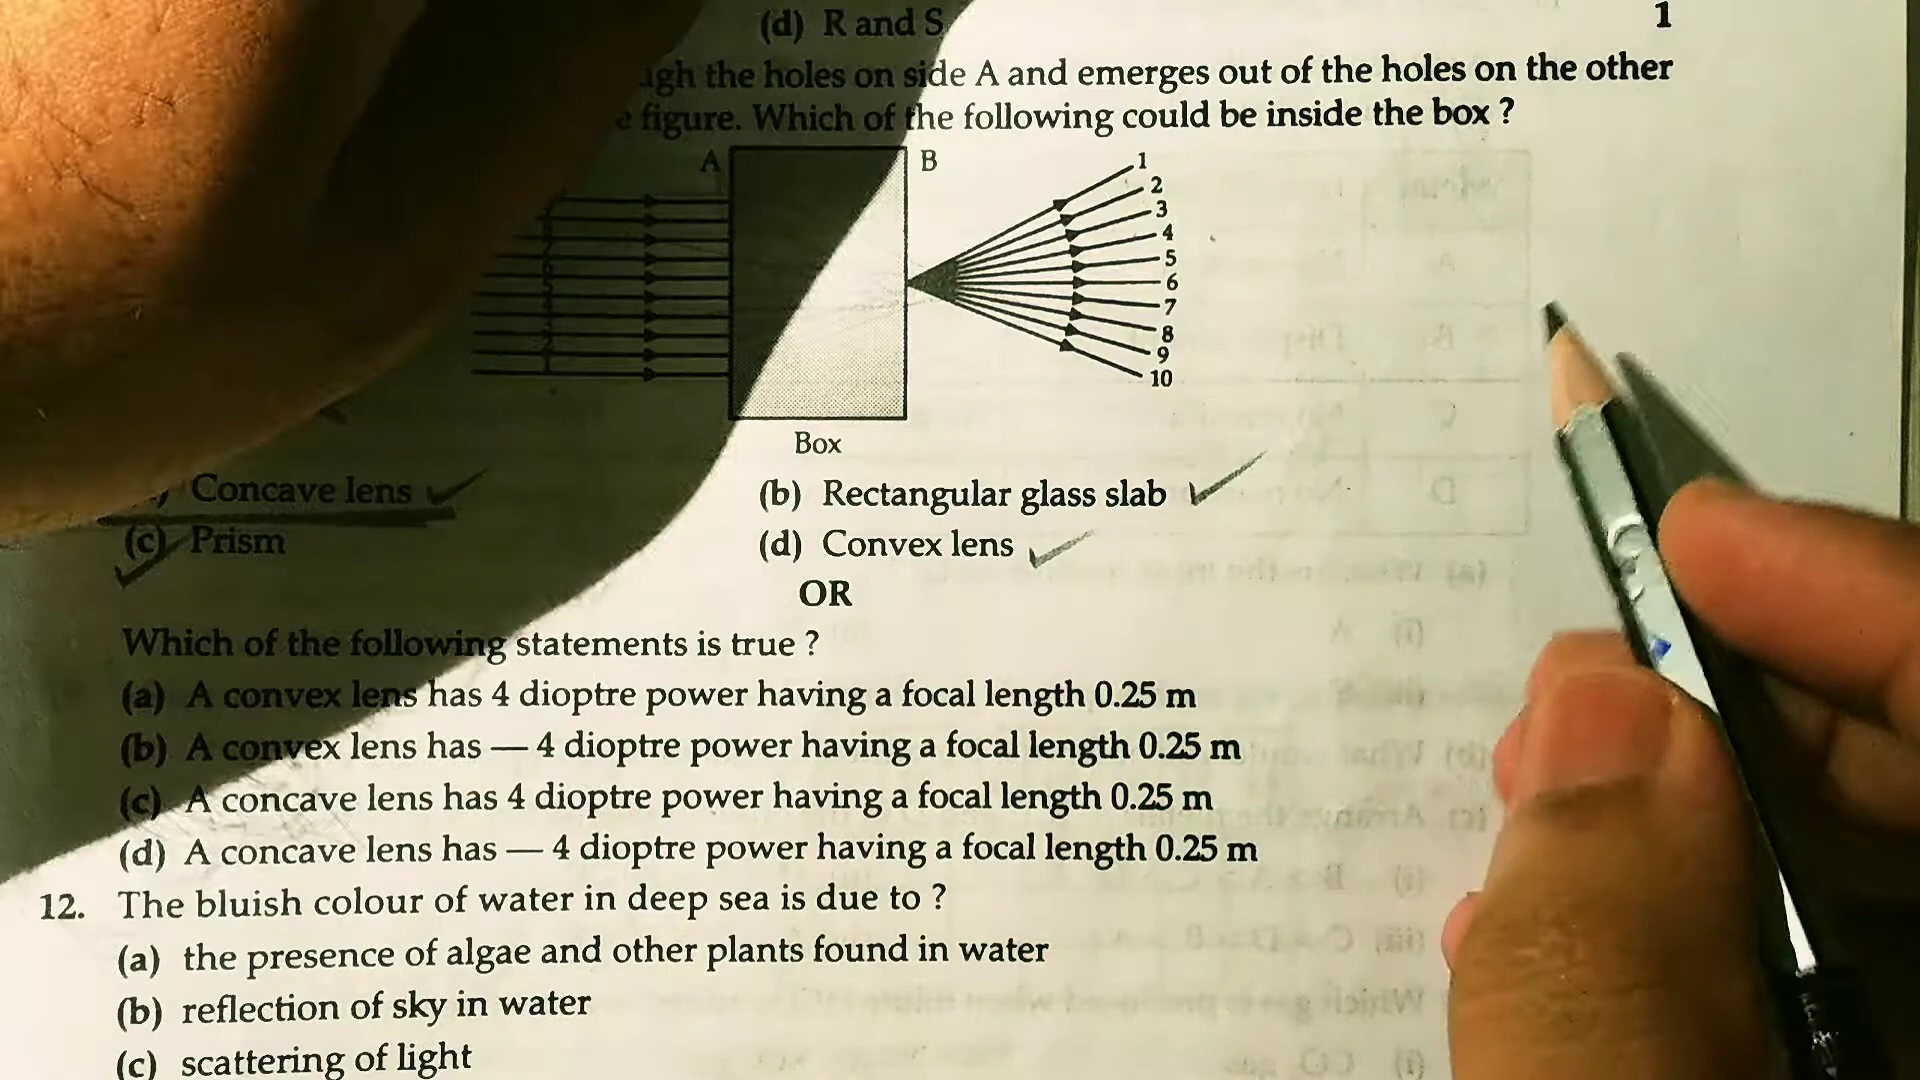 (d) R and S 1
the holes on side A and emerges out of the holes on the other
figure. Which of the following could be inside the box ?
A B
1
2
3
4
5
6
7
8
9
10
Box
Concave lens (b) Rectangular glass slab
(c) Prism (d) Convex lens
OR
Which of the following statements is true ?
(a) A convex lens has 4 dioptre power having a focal length 0.25 m
(b) A convex lens has — 4 dioptre power having a focal length 0.25 m
(c) A concave lens has 4 dioptre power having a focal length 0.25 m
(d) A concave lens has — 4 dioptre power having a focal length 0.25 m
12. The bluish colour of water in deep sea is due to ?
(a) the presence of algae and other plants found in water
(b) reflection of sky in water
(c) scattering of light